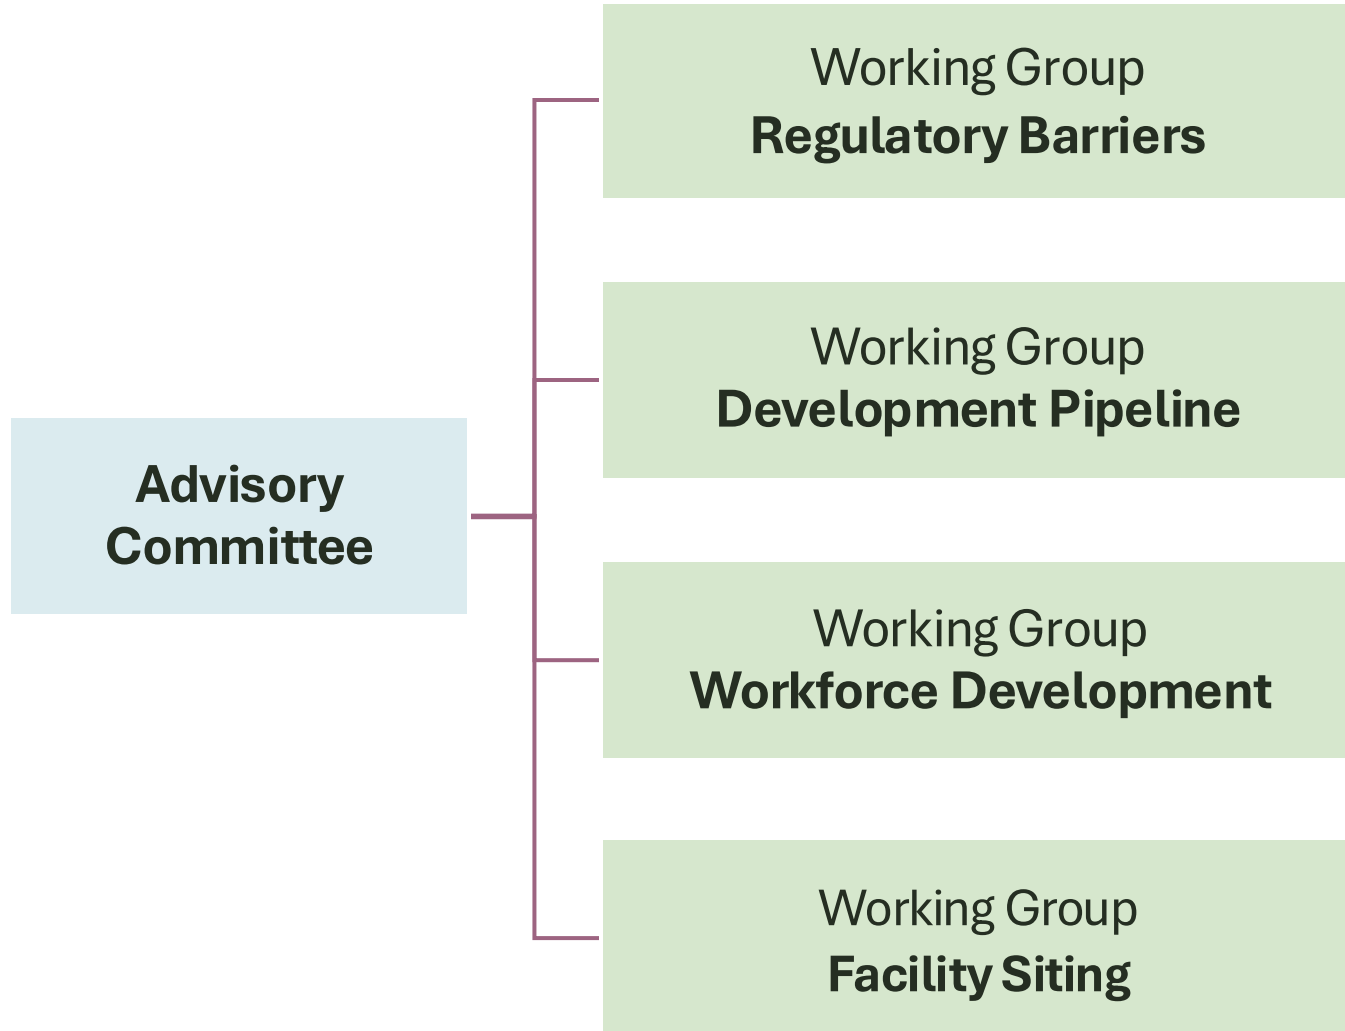 Working Group
Regulatory Barriers
Working Group
Development Pipeline
Advisory
Committee
Working Group
Workforce Development
Working Group
Facility Siting